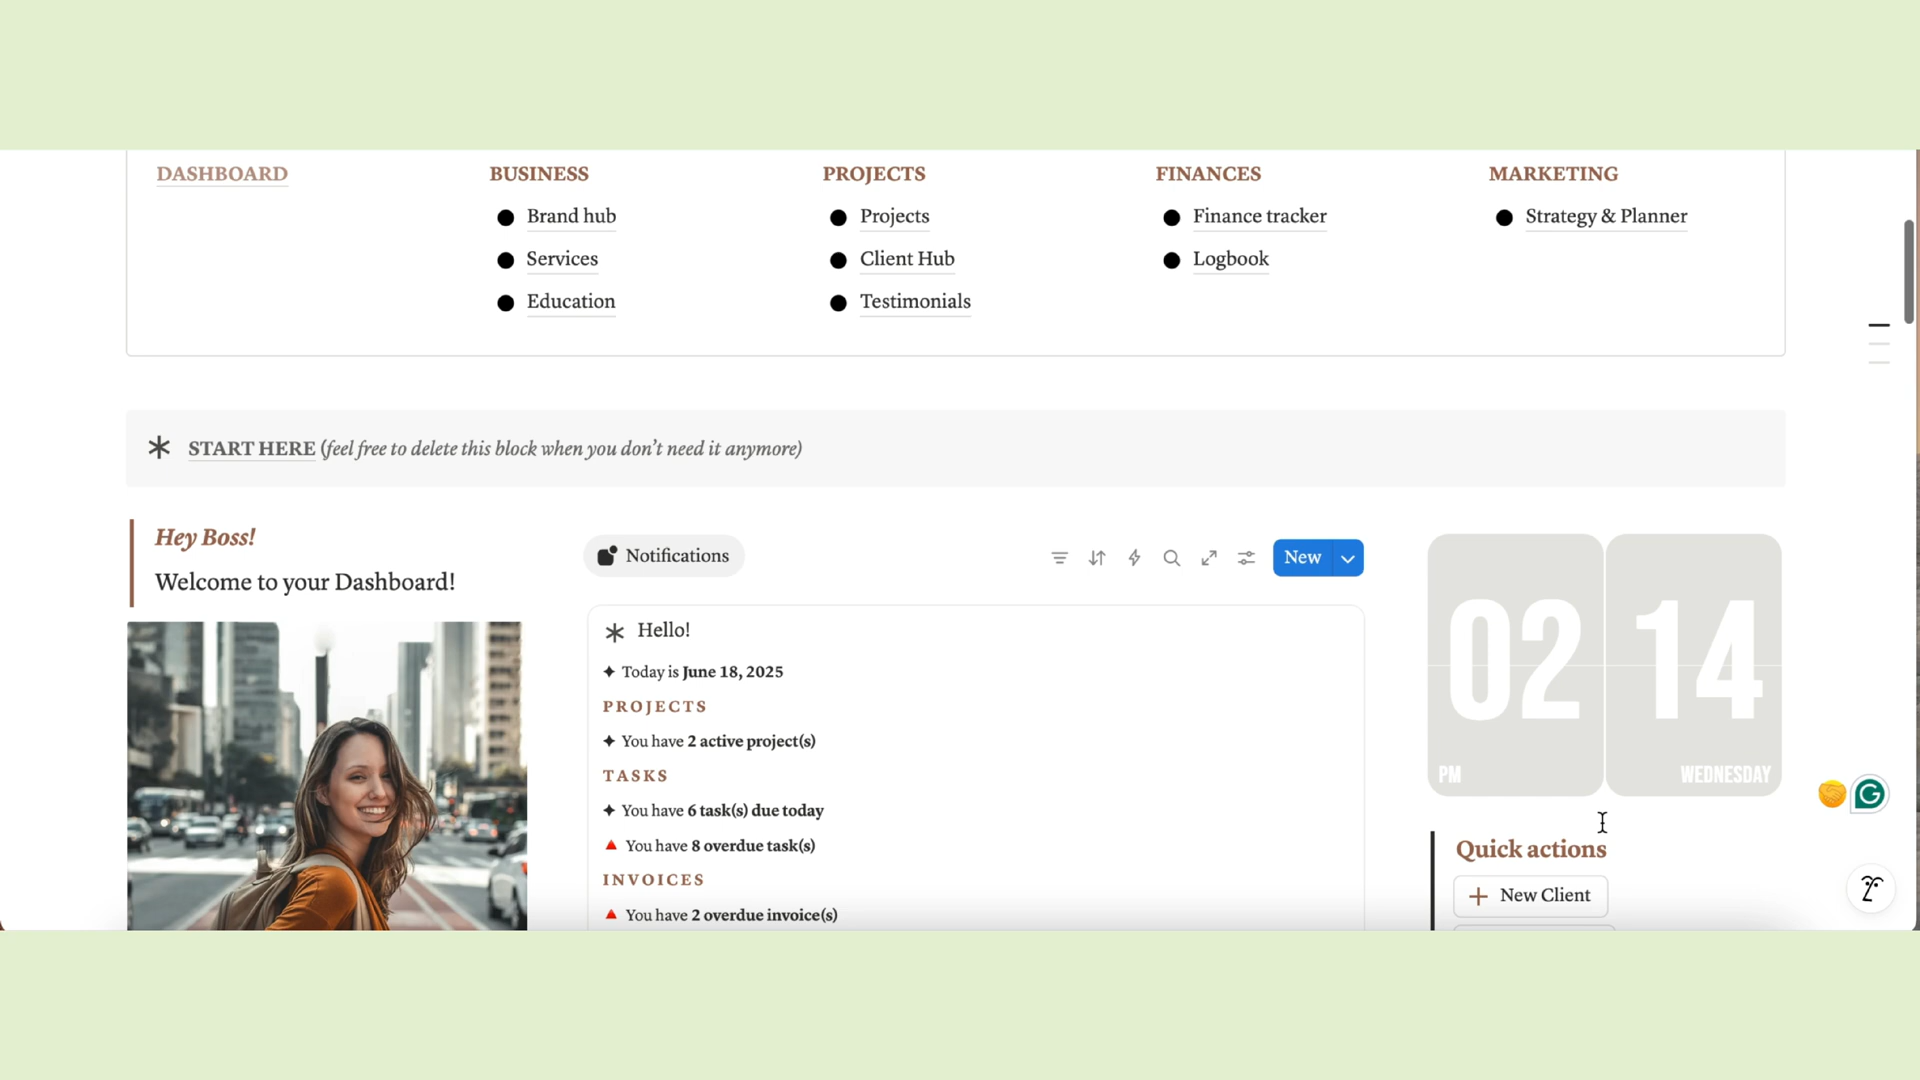 DASHBOARD
BUSINESS
Brand hub
Services
Education
PROJECTS
Projects
Client Hub
Testimonials
FINANCES
Finance tracker
Logbook
MARKETING
Strategy & Planner
START HERE (feel free to delete this block when you don't need it anymore)
Hey Boss!
Welcome to your Dashboard!
Notifications
New
Hello!
✦ Today is June 18, 2025
PROJECTS
✦ You have 2 active project(s)
TASKS
✦ You have 6 task(s) due today
🔺 You have 8 overdue task(s)
INVOICES
🔺 You have 2 overdue invoice(s)
02 14
PM WEDNESDAY
Quick actions
New Client